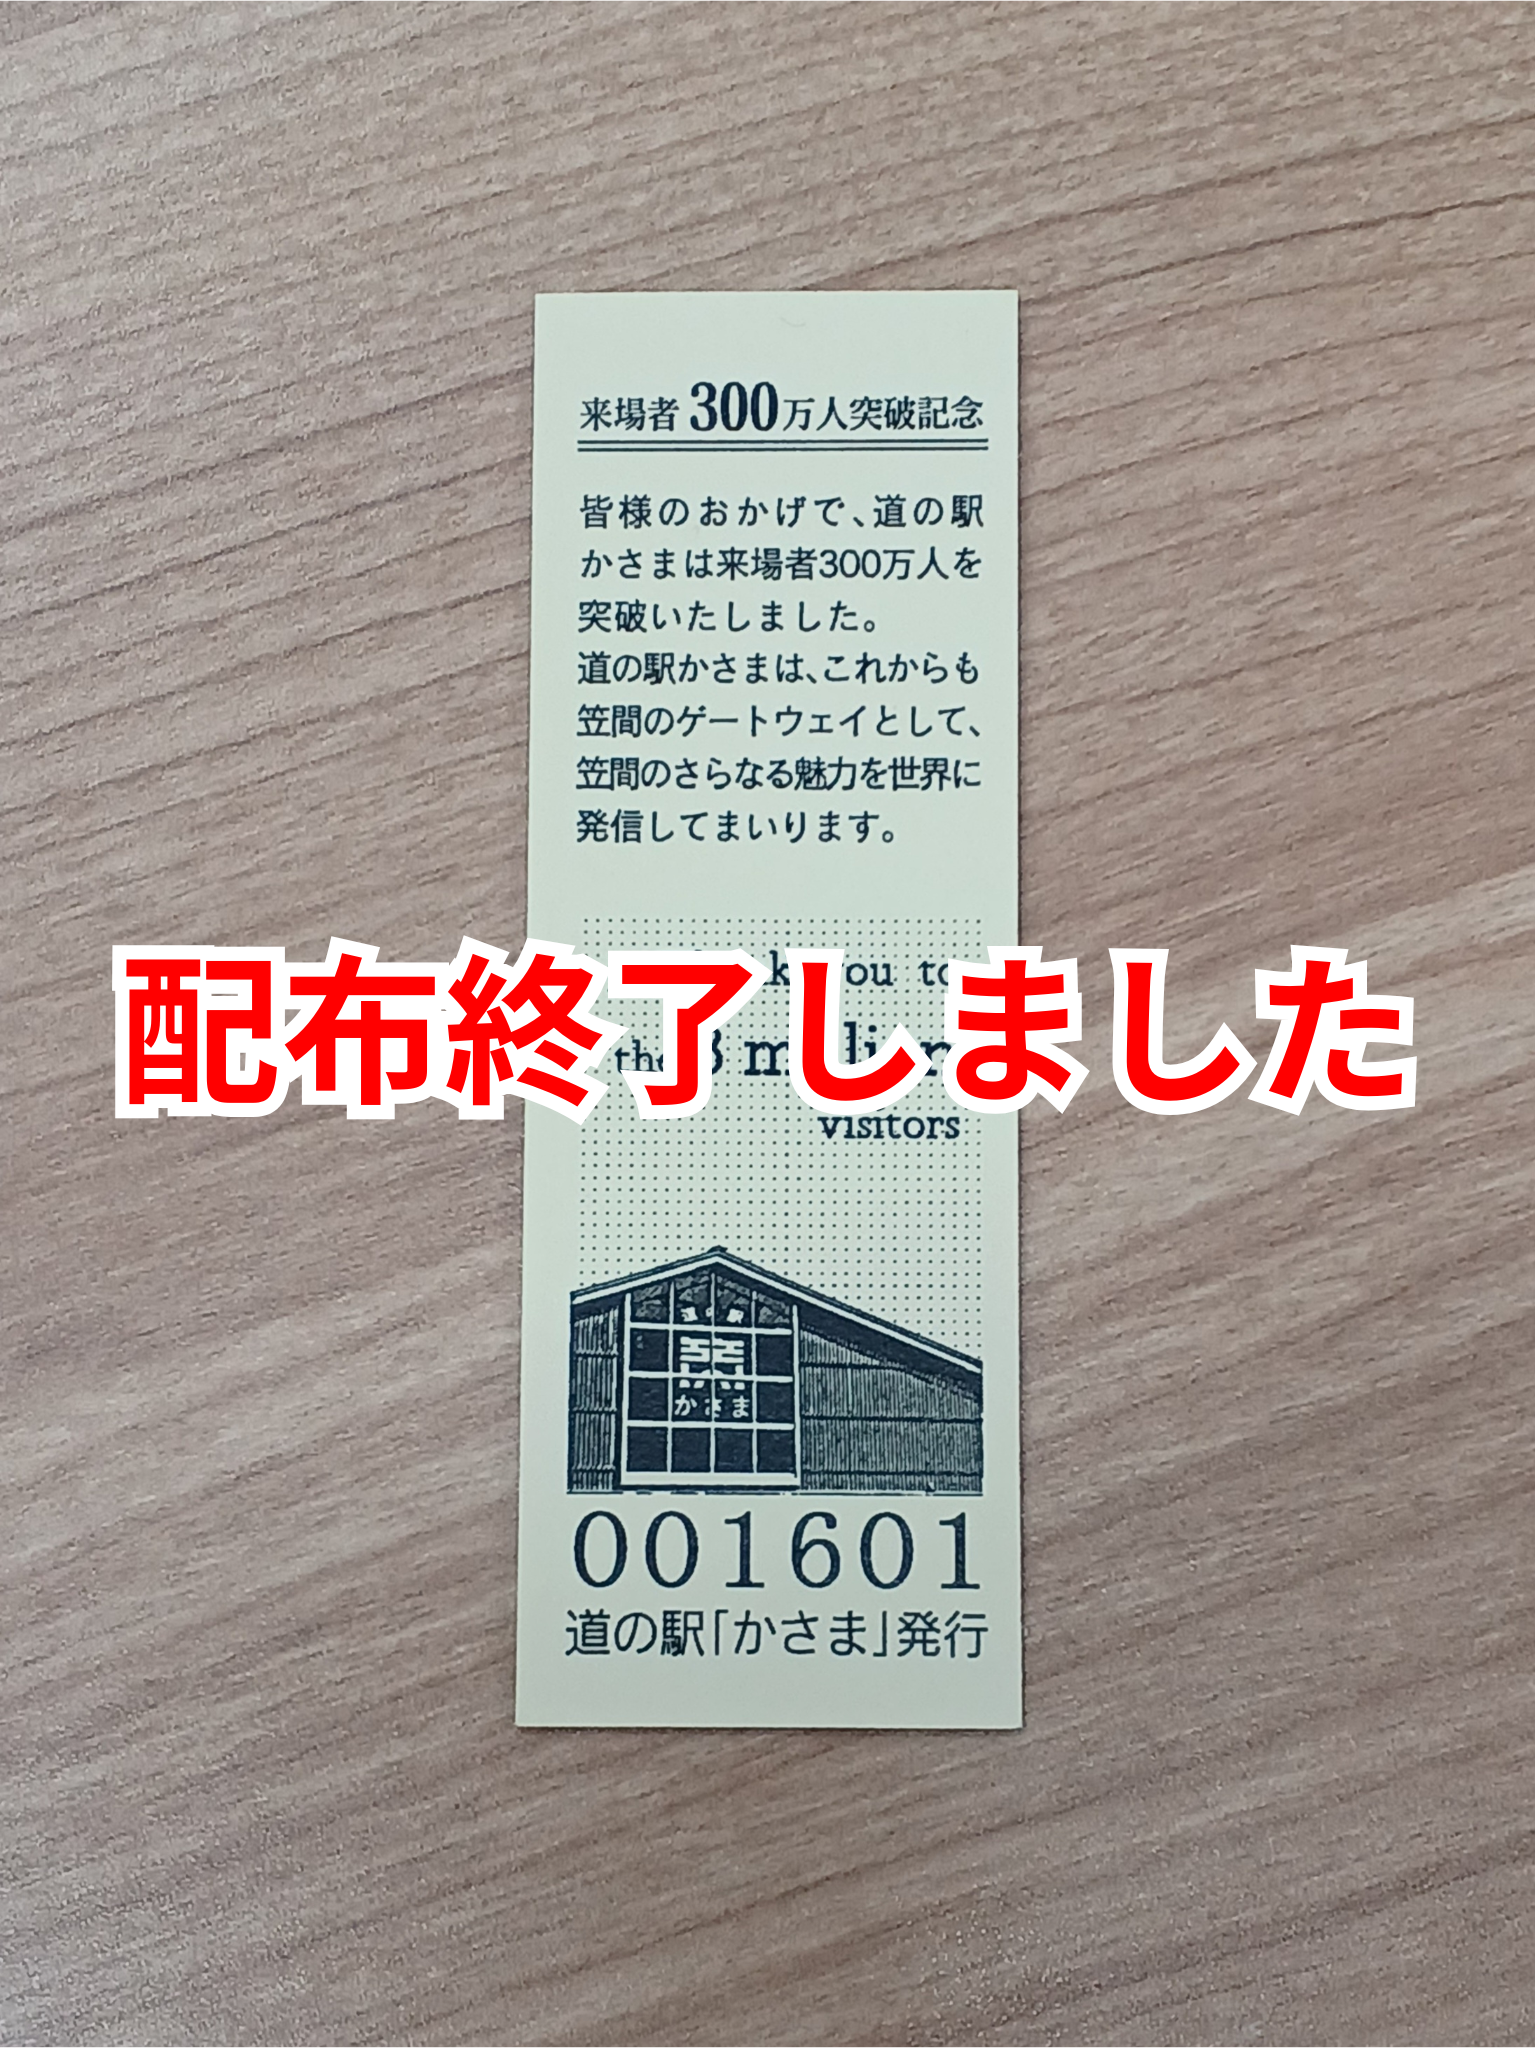 来場者300万人突破記念
皆様のおかげで、道の駅
かさまは来場者300万人を
突破いたしました。
道の駅かさまは、これからも
笠間のゲートウェイとして、
笠間のさらなる魅力を世界に
発信してまいります。
配布終了しました
visitors
道の駅
かさま
001601
道の駅「かさま」発行